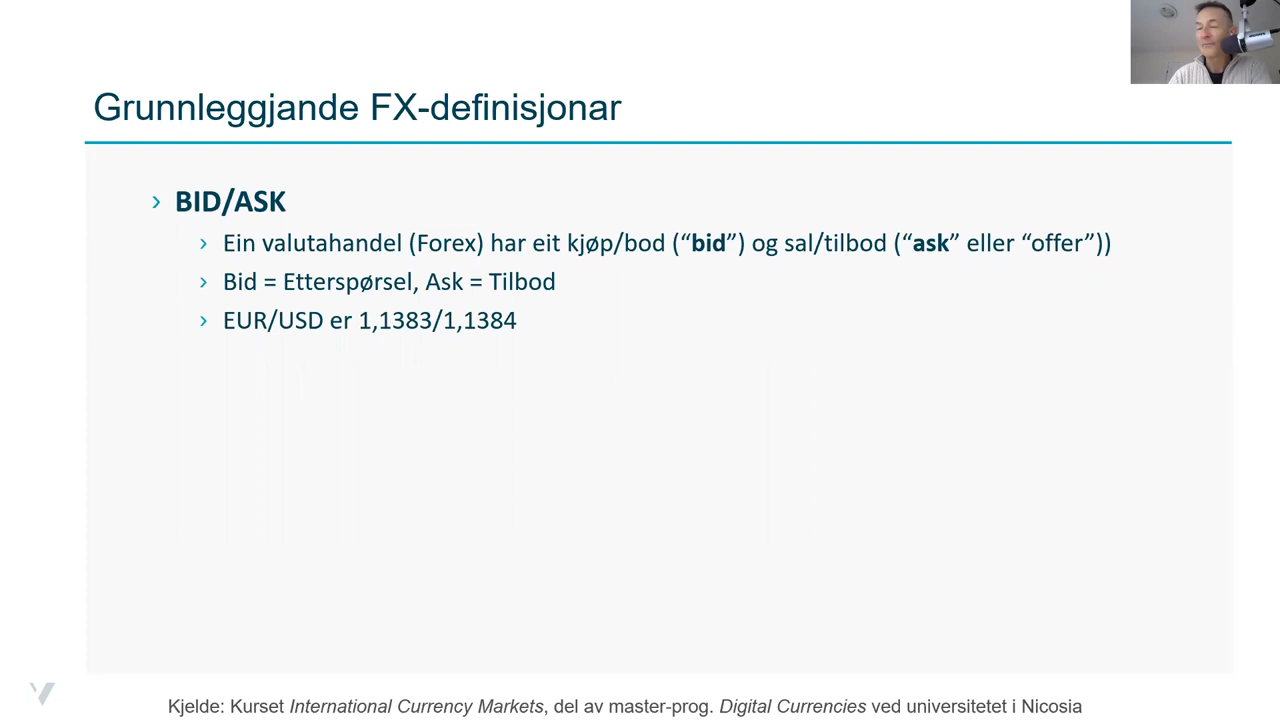 Grunnleggjande FX-definisjonar
› BID/ASK
› Ein valutahandel (Forex) har eit kjøp/bod (“bid”) og sal/tilbod (“ask” eller “offer”))
› Bid = Etterspørsel, Ask = Tilbod
› EUR/USD er 1,1383/1,1384
Kjelde: Kurset International Currency Markets, del av master-prog. Digital Currencies ved universitetet i Nicosia